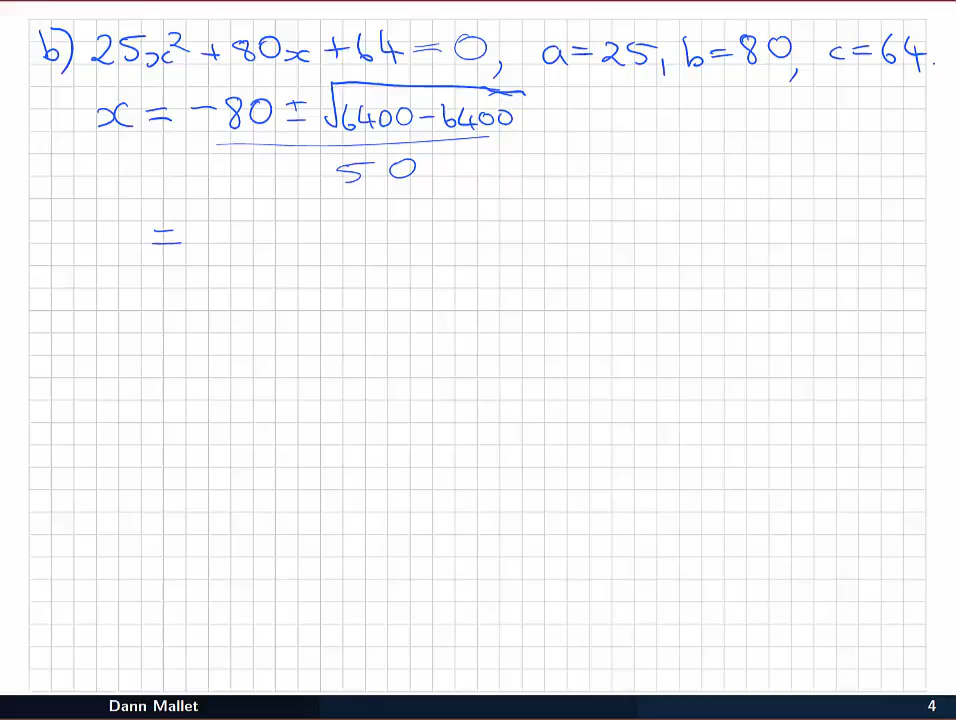 b) 25x² + 80x + 64 = 0, a = 25, b = 80, c = 64.
x = -80 ± √6400 - 6400
50
=
Dann Mallet 4